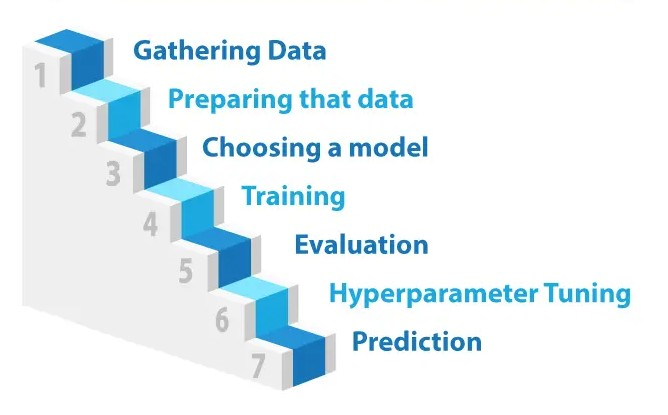 1 Gathering Data
2 Preparing that data
3 Choosing a model
4 Training
5 Evaluation
6 Hyperparameter Tuning
7 Prediction